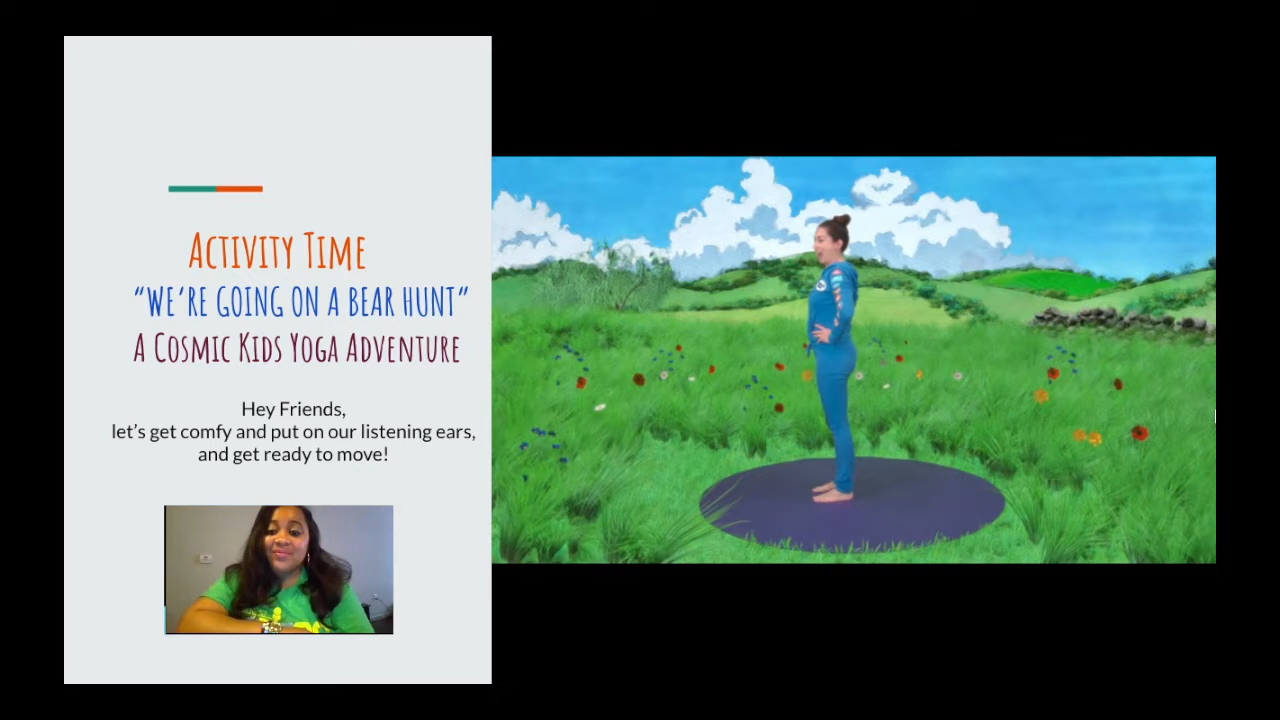 Activity Time
“We’re Going on a Bear Hunt”
A Cosmic Kids Yoga Adventure
Hey Friends,
let’s get comfy and put on our listening ears,
and get ready to move!